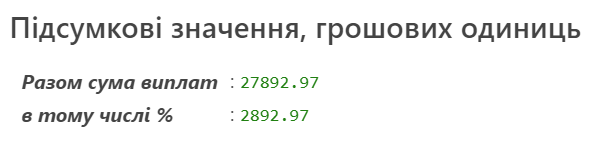 Підсумкові значення, грошових одиниць
Разом сума виплат : 27892.97
в тому числі % : 2892.97